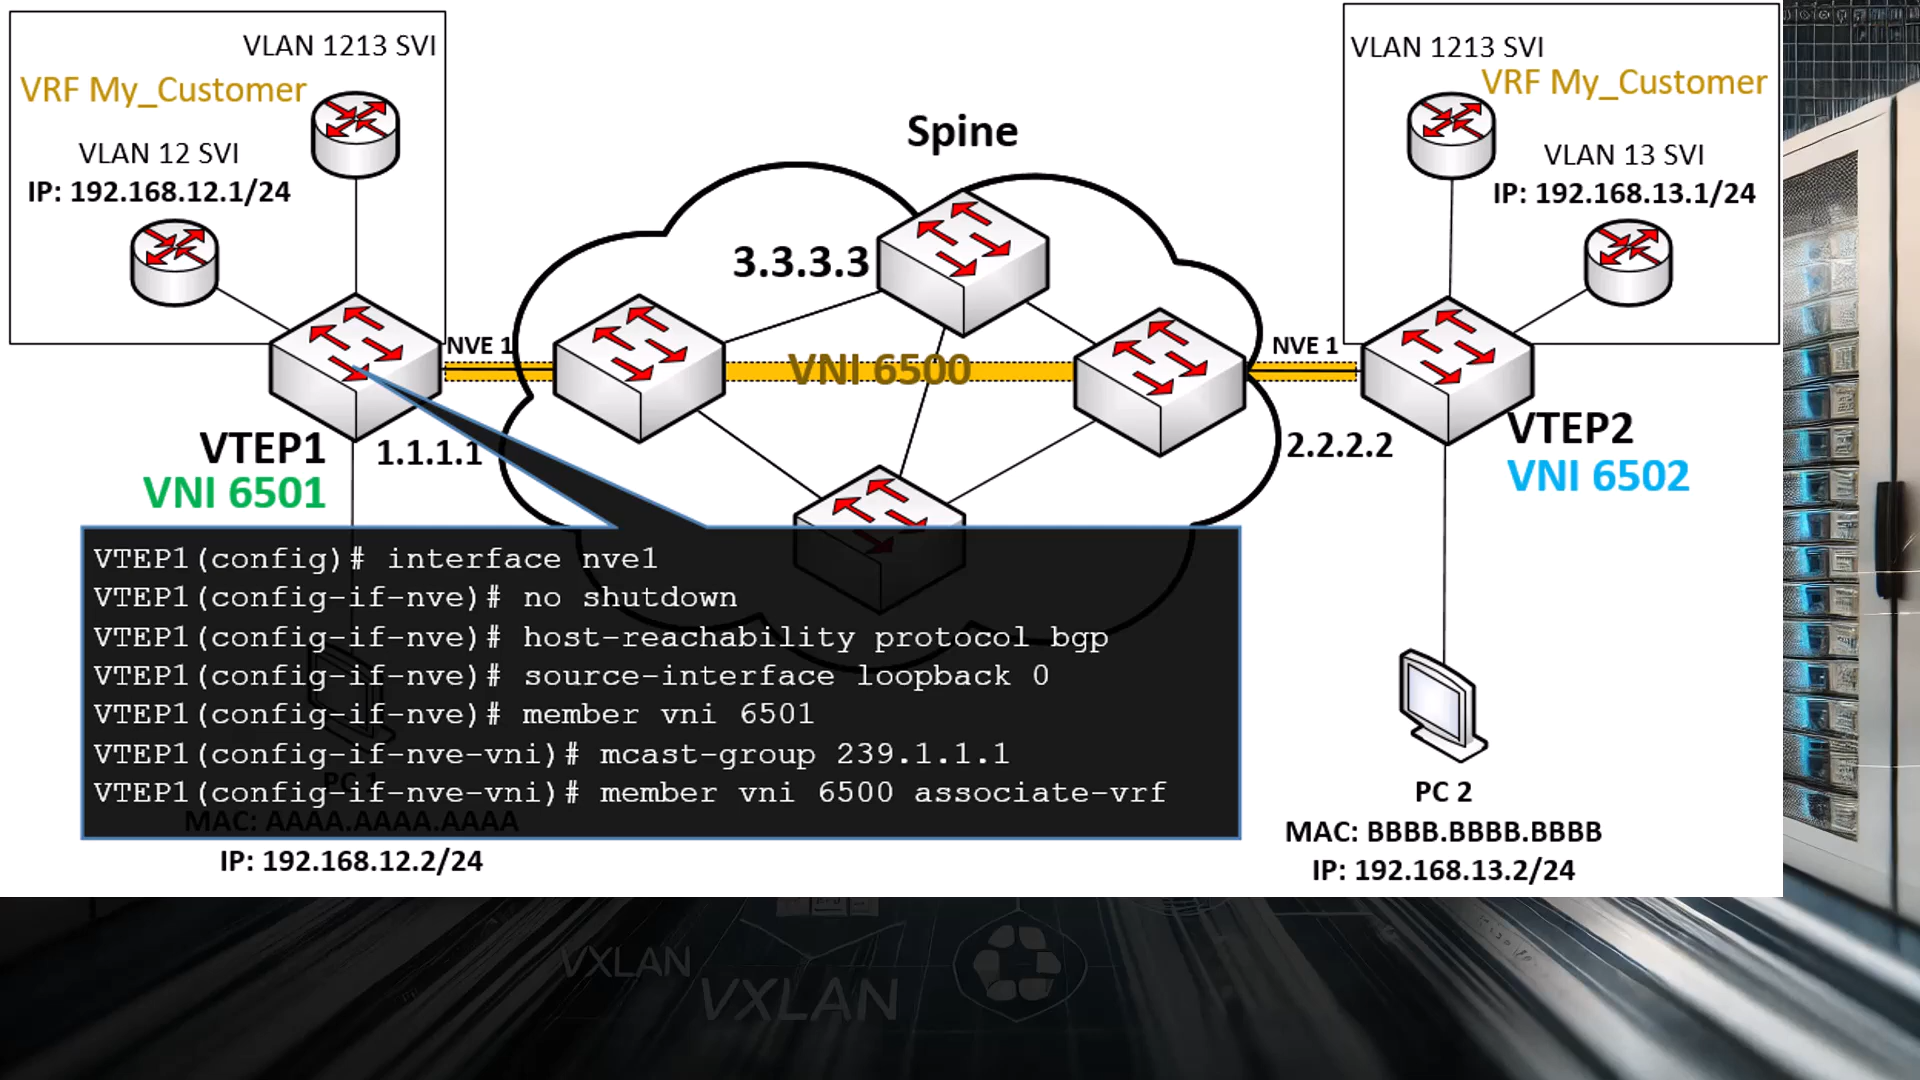 VLAN 1213 SVI
VRF My_Customer
VLAN 12 SVI
IP: 192.168.12.1/24
Spine
VLAN 1213 SVI
VRF My_Customer
VLAN 13 SVI
IP: 192.168.13.1/24
3.3.3.3
NVE 1
VNI 6500
NVE 1
VTEP1
1.1.1.1
VNI 6501
2.2.2.2
VTEP2
VNI 6502
VTEP1(config)# interface nve1
VTEP1(config-if-nve)# no shutdown
VTEP1(config-if-nve)# host-reachability protocol bgp
VTEP1(config-if-nve)# source-interface loopback 0
VTEP1(config-if-nve)# member vni 6501
VTEP1(config-if-nve-vni)# mcast-group 239.1.1.1
VTEP1(config-if-nve-vni)# member vni 6500 associate-vrf
PC 1
MAC: AAAA.AAAA.AAAA
IP: 192.168.12.2/24
PC 2
MAC: BBBB.BBBB.BBBB
IP: 192.168.13.2/24
VXLAN
VXLAN